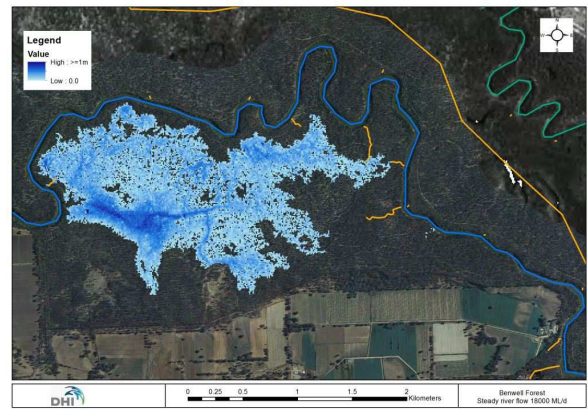 Legend
Value
High : >=1m
Low : 0.0
N
W E
S
DHI
0 0.25 0.5 1 1.5 2
Kilometers
Benwell Forest
Steady river flow 18000 ML/d